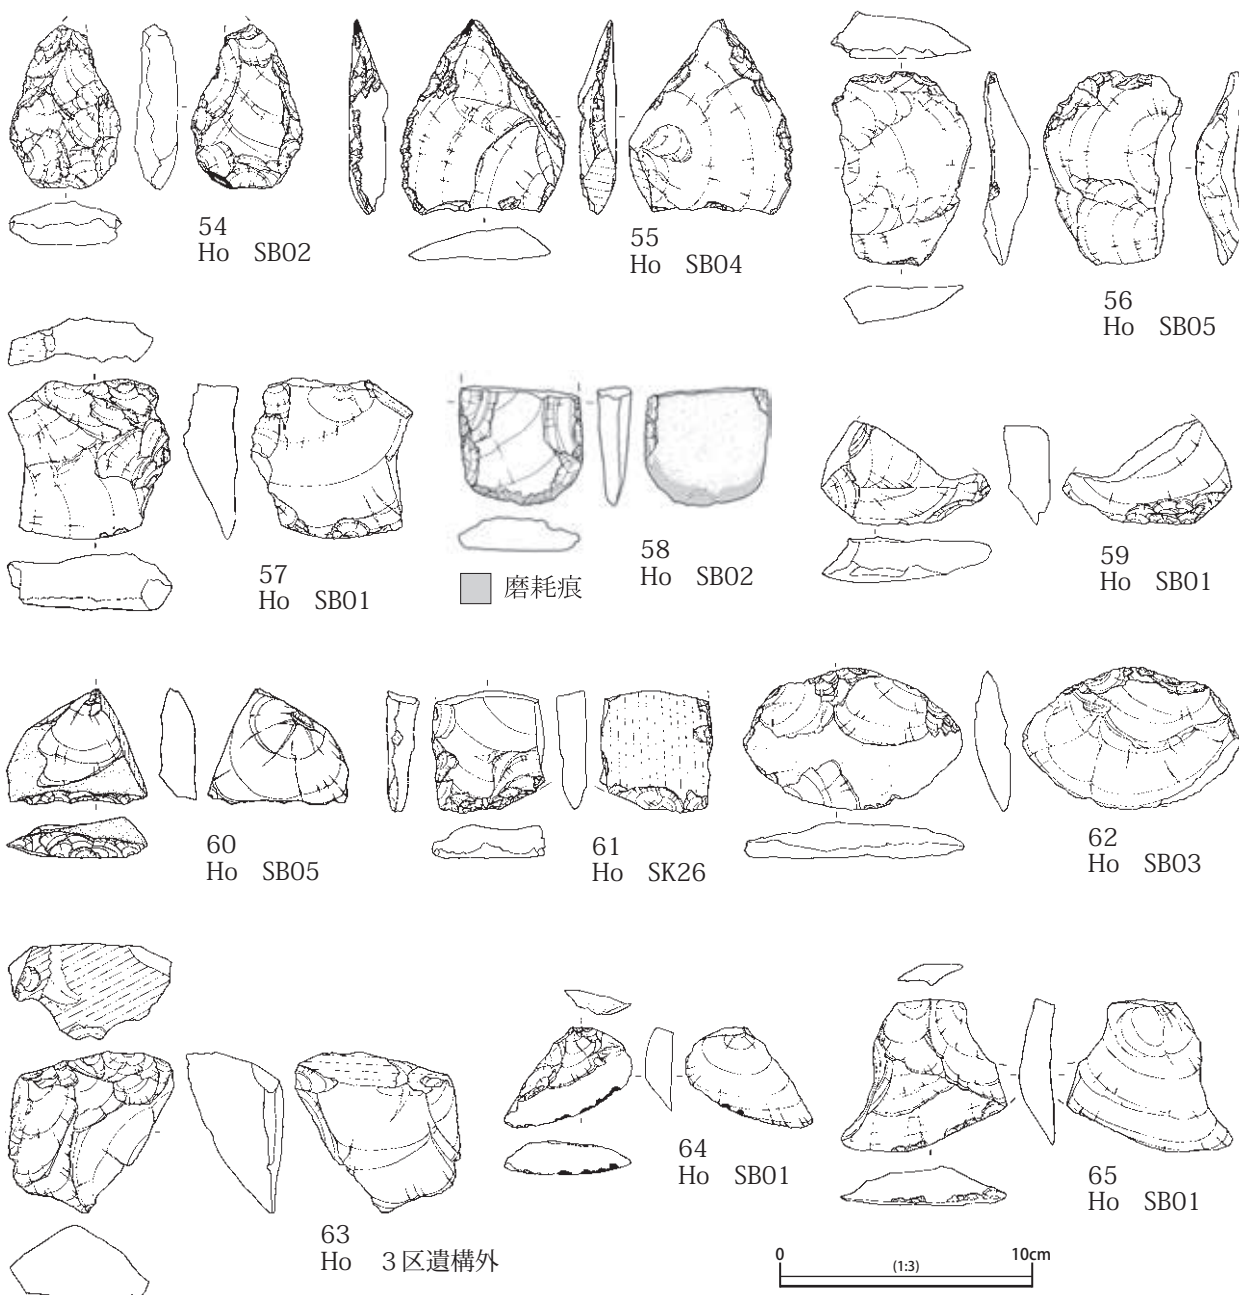 54
Ho SB02
55
Ho SB04
56
Ho SB05
57
Ho SB01
58
Ho SB02
磨耗痕
59
Ho SB01
60
Ho SB05
61
Ho SK26
62
Ho SB03
63
Ho 3区遺構外
64
Ho SB01
65
Ho SB01
0 10cm
(1:3)